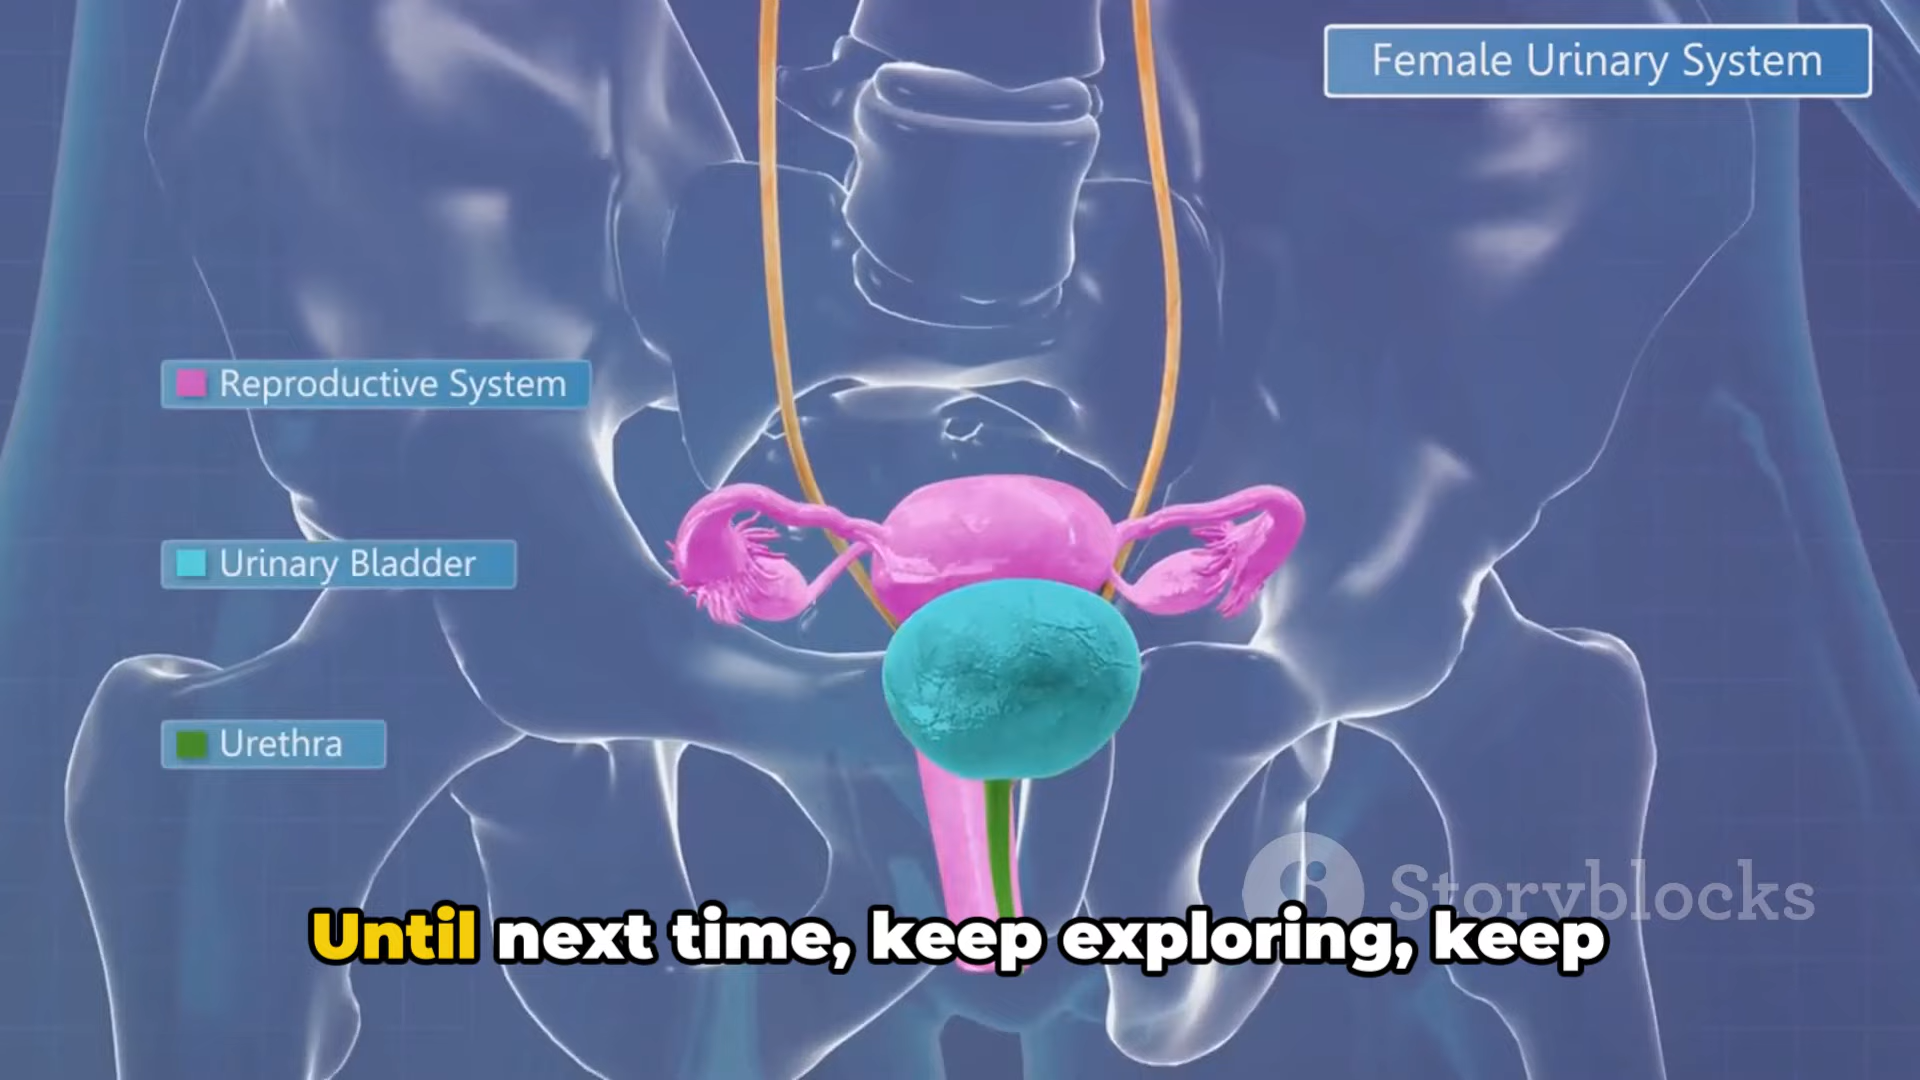 Female Urinary System
Reproductive System
Urinary Bladder
Urethra
Storyblocks
Until next time, keep exploring, keep